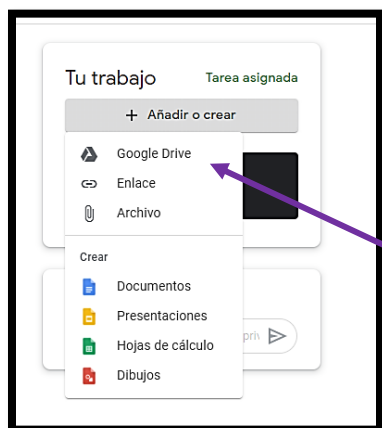 Tu trabajo Tarea asignada
+ Añadir o crear
Google Drive
Enlace
Archivo
Crear
Documentos
Presentaciones
Hojas de cálculo
Dibujos